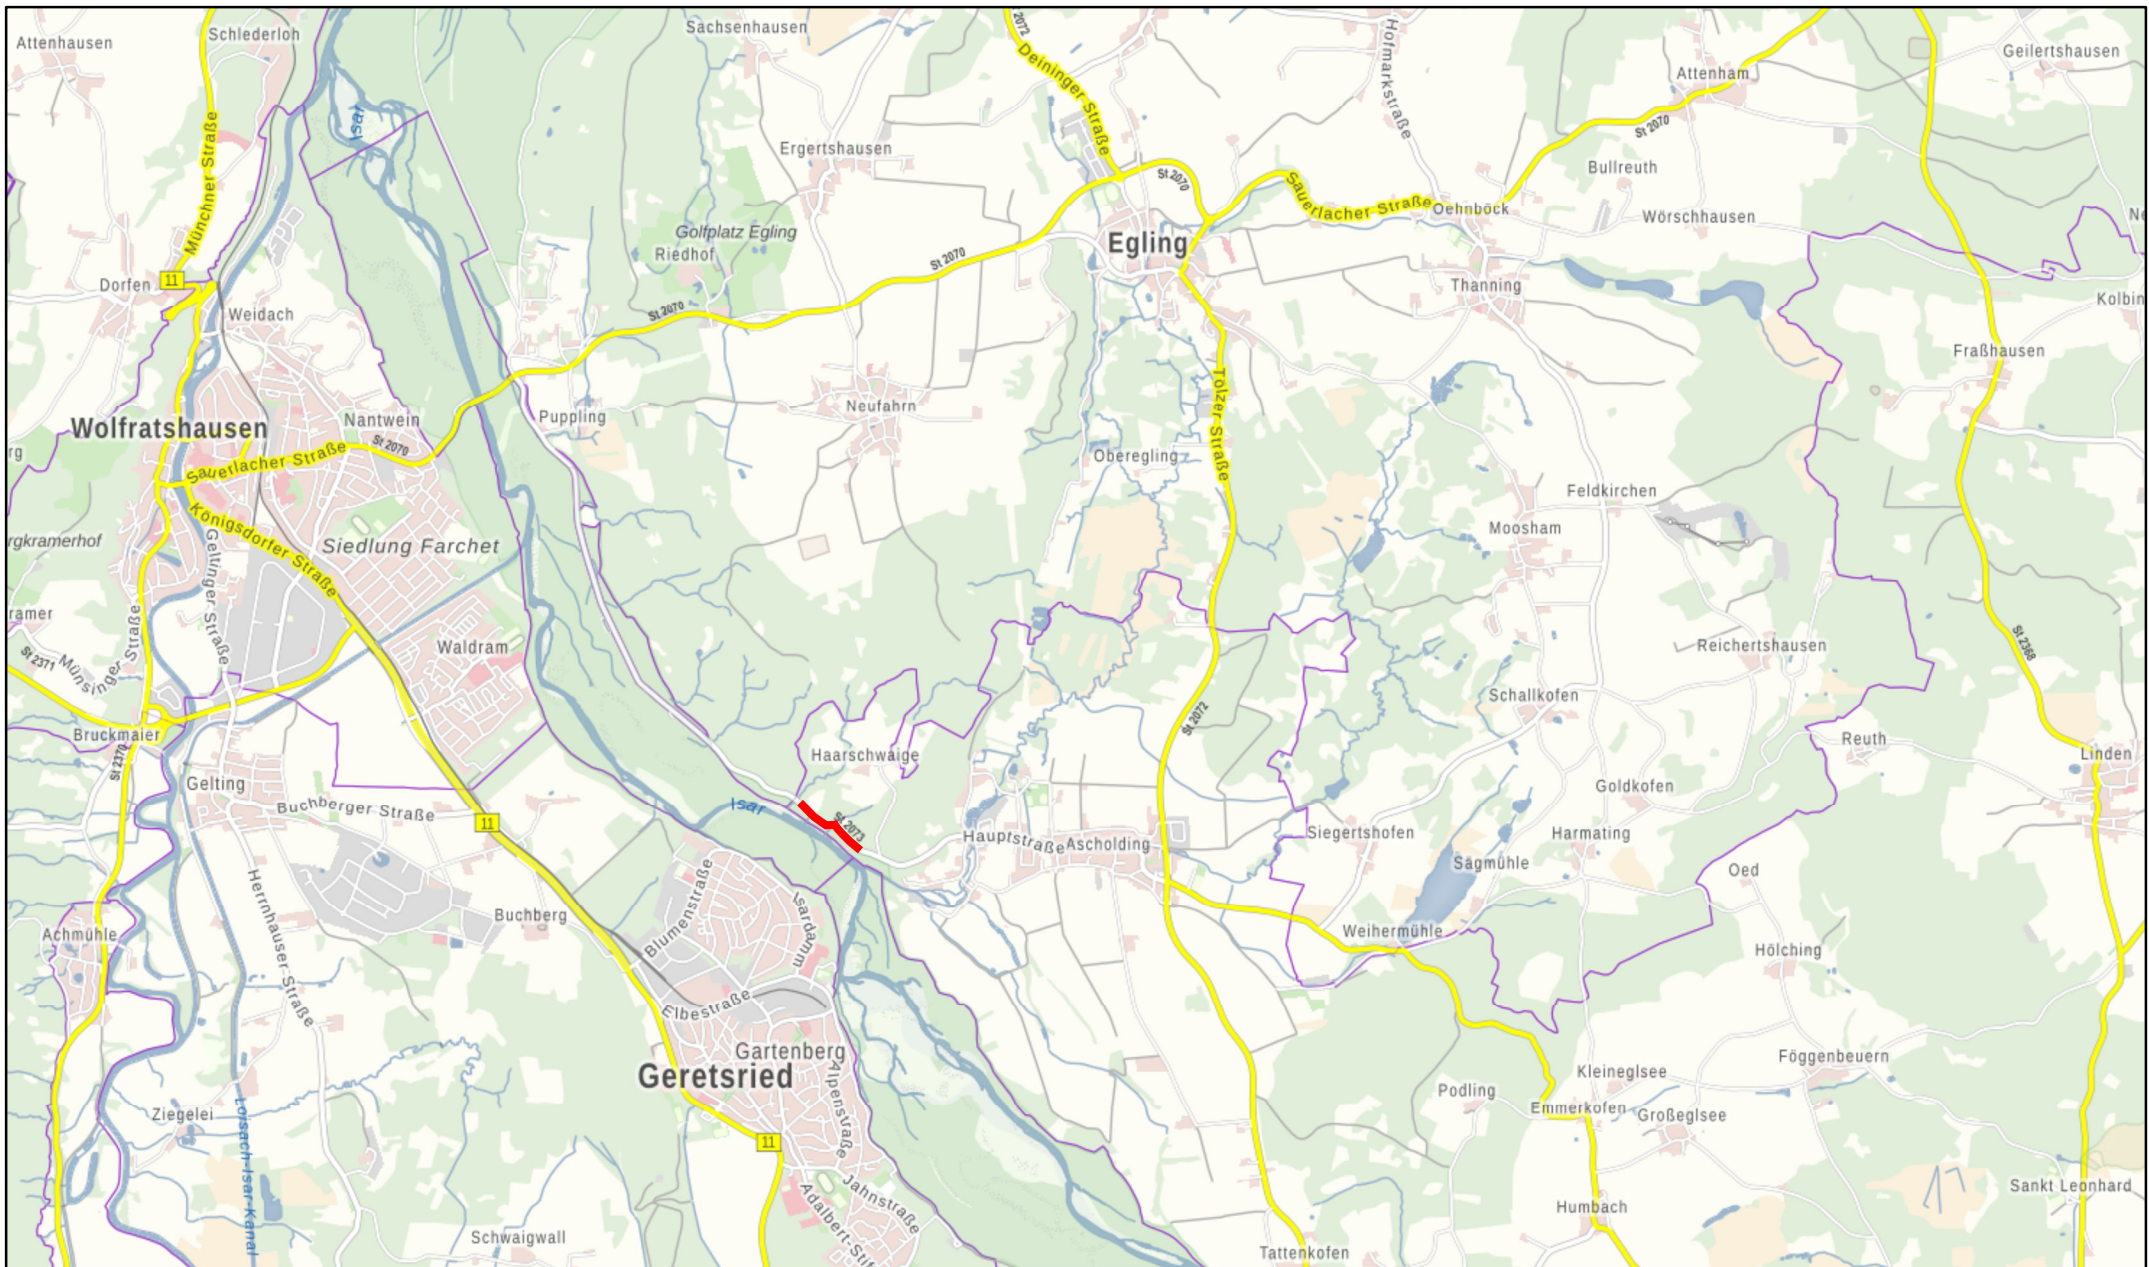 Attenhausen
Schlederloh
Sachsenhausen
2072
Deininger Straße
Hofmarkstraße
Attenham
Geilertshausen
Isar
Münchner Straße
Ergertshausen
St 2070
St 2070
Bullreuth
Sauerlacher Straße
Oehnböck
Wörschhausen
Golfplatz Egling
Riedhof
Egling
St 2070
Dorfen
11
Thanning
Kolbin
Weidach
St 2070
Fraßhausen
Tölzer Straße
Neufahrn
Puppling
Nantwein
Wolfratshausen
St 2070
Sauerlacher Straße
rg
Oberegling
Feldkirchen
Moosham
Königsdorfer Straße
Geltinger Straße
Siedlung Farchet
rgkramerhof
ramer
St 2371
Münsinger Straße
Waldram
Reichertshausen
St 2368
Schallkofen
St 2072
Bruckmaier
St 2370
Haarschwaige
Reuth
Linden
Gelting
Goldkofen
Buchberger Straße
Isar
11
St 2073
Hauptstraße
Ascholding
Siegertshofen
Harmating
Sägmühle
Oed
Herrnhauser Straße
Blumenstraße
Isardamm
Buchberg
Achmühle
Weihermühle
Hölching
Elbestraße
Gartenberg
Geretsried
Alpenstraße
Föggenbeuern
Kleineglsee
Podling
Emmerkofen
Großeglsee
Ziegelei
Loisach-Isar-Kanal
11
Jahnstraße
Adalbert-Stif
Sankt Leonhard
Humbach
Schwaigwall
Tattenkofen